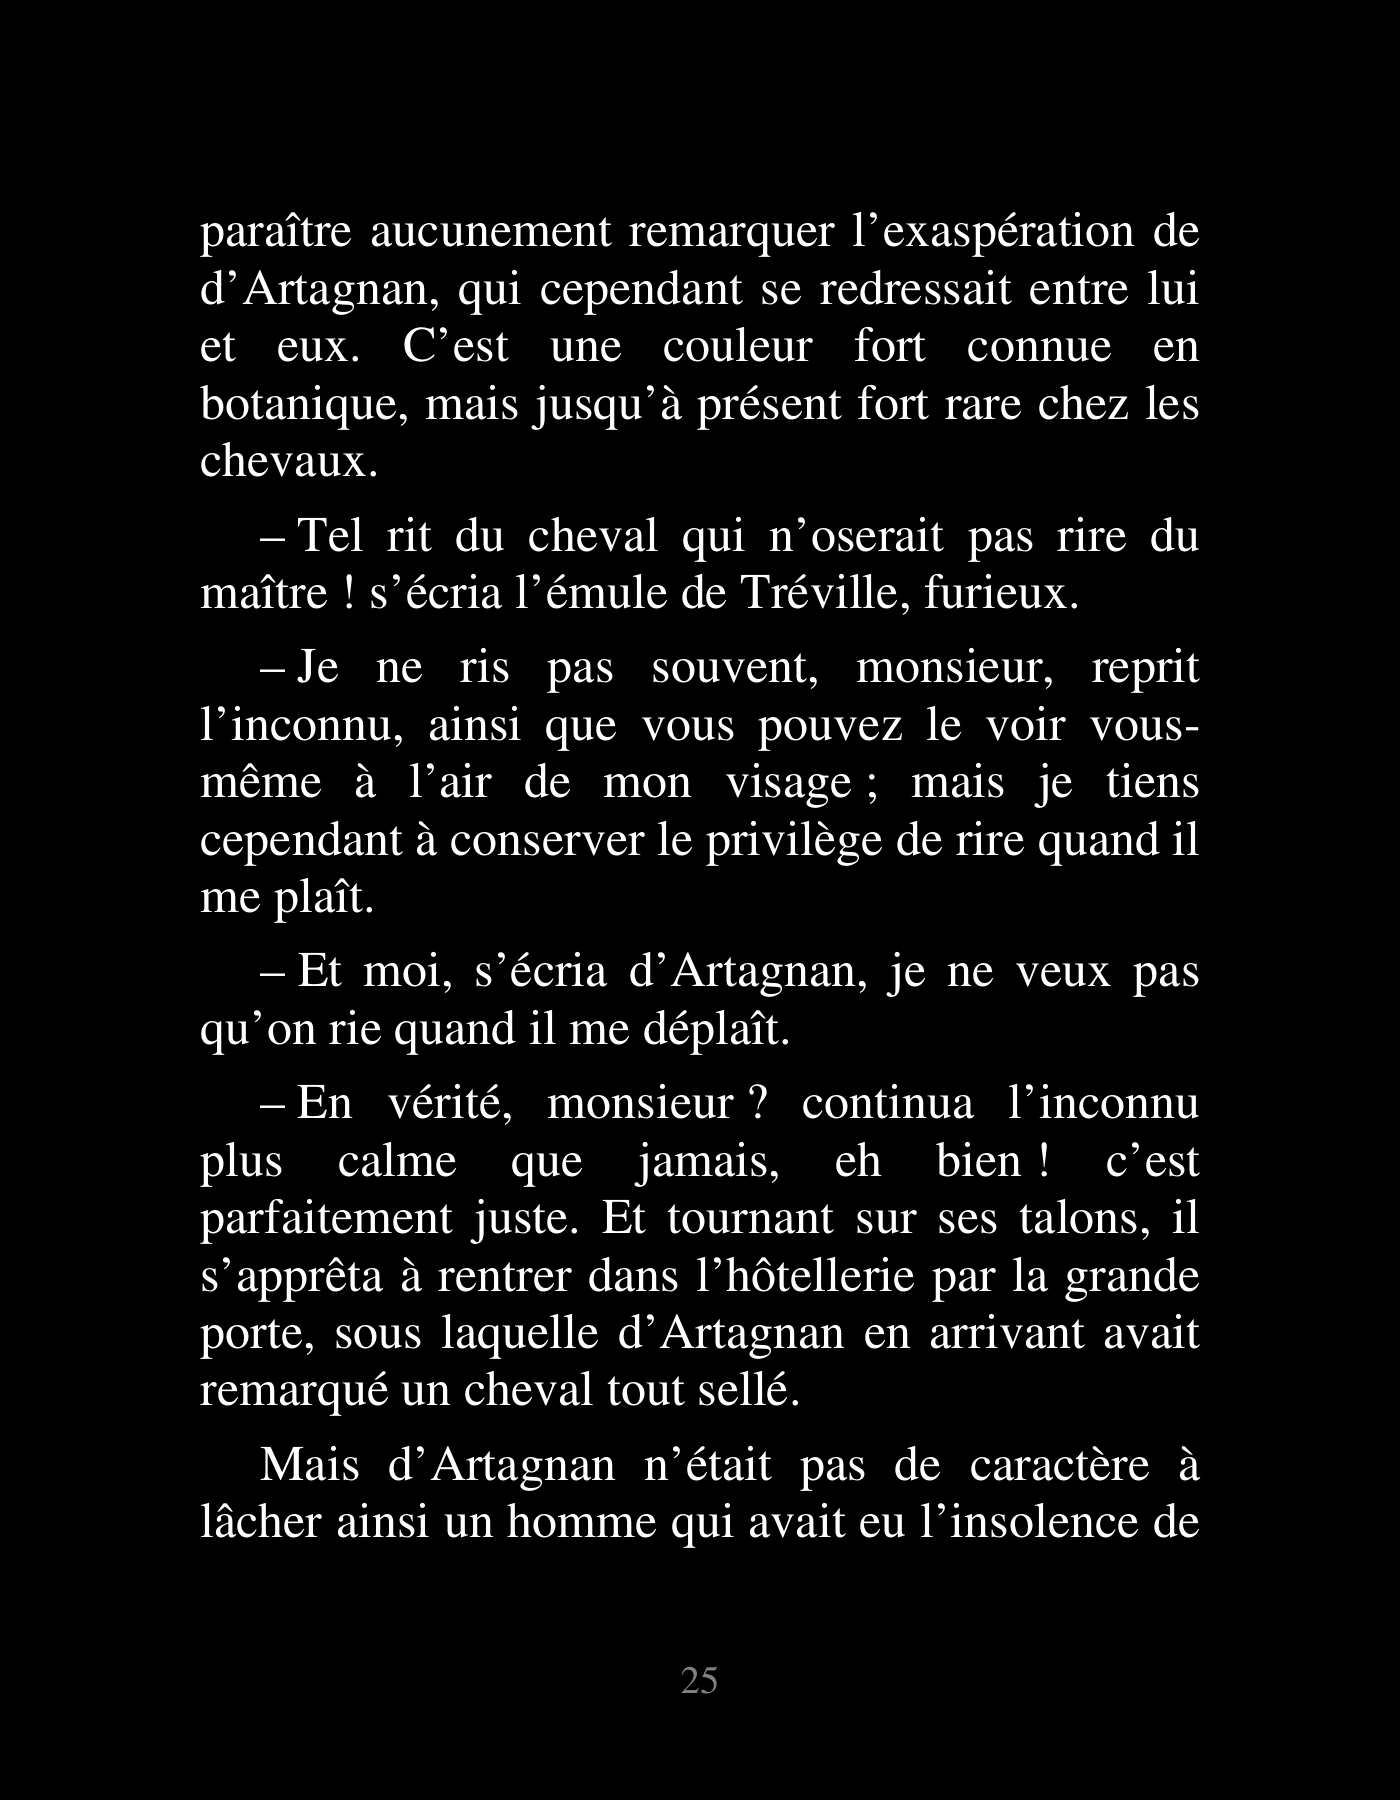 paraître aucunement remarquer l’exaspération de
d’Artagnan, qui cependant se redressait entre lui
et eux. C’est une couleur fort connue en
botanique, mais jusqu’à présent fort rare chez les
chevaux.
– Tel rit du cheval qui n’oserait pas rire du
maître ! s’écria l’émule de Tréville, furieux.
– Je ne ris pas souvent, monsieur, reprit
l’inconnu, ainsi que vous pouvez le voir vous-
même à l’air de mon visage ; mais je tiens
cependant à conserver le privilège de rire quand il
me plaît.
– Et moi, s’écria d’Artagnan, je ne veux pas
qu’on rie quand il me déplaît.
– En vérité, monsieur ? continua l’inconnu
plus calme que jamais, eh bien ! c’est
parfaitement juste. Et tournant sur ses talons, il
s’apprêta à rentrer dans l’hôtellerie par la grande
porte, sous laquelle d’Artagnan en arrivant avait
remarqué un cheval tout sellé.
Mais d’Artagnan n’était pas de caractère à
lâcher ainsi un homme qui avait eu l’insolence de
25